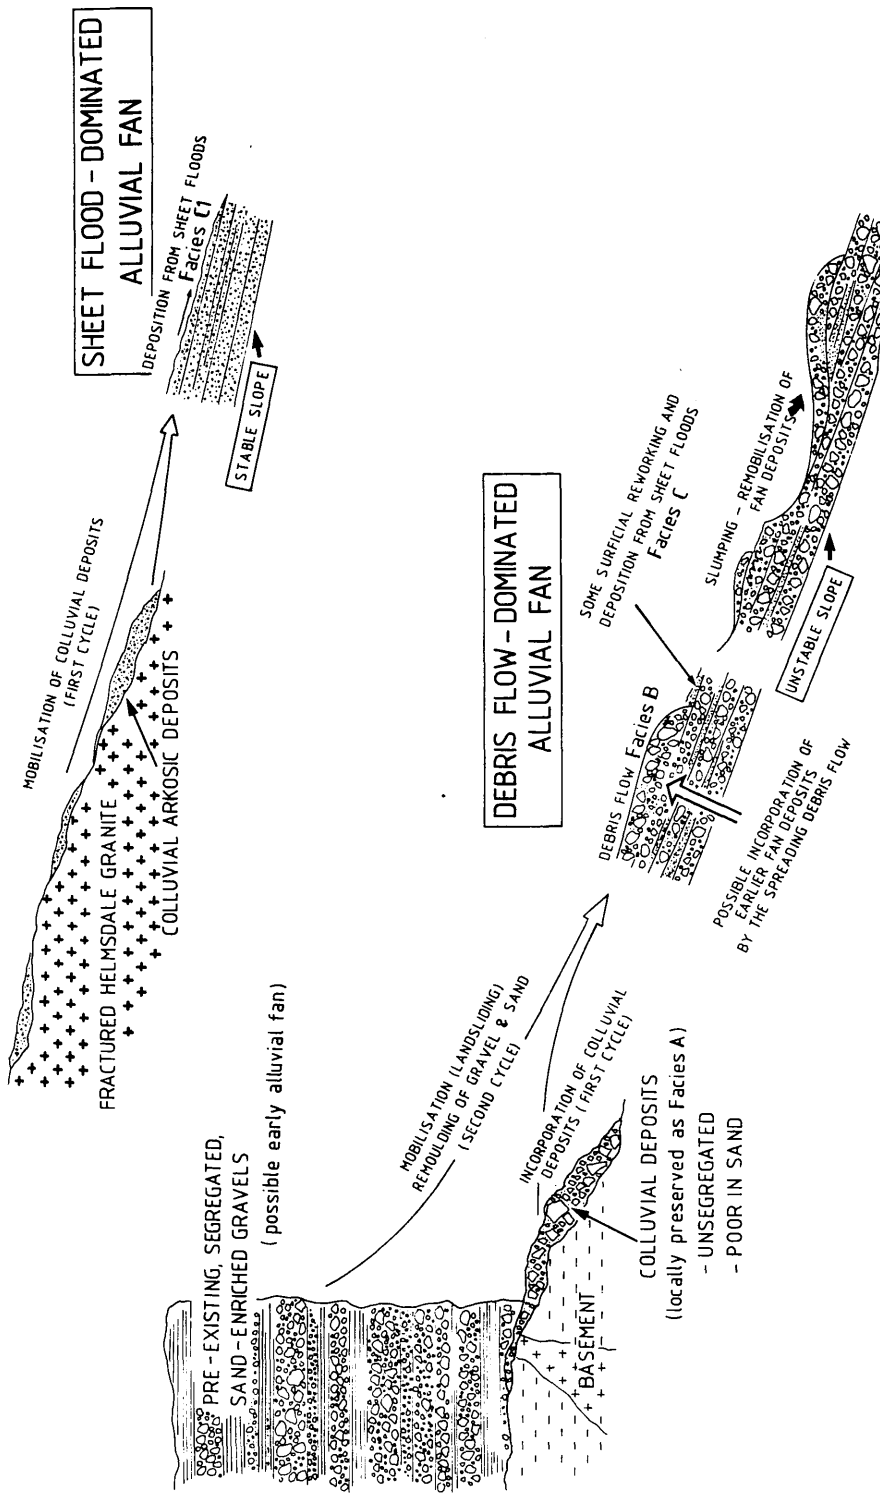 SHEET FLOOD-DOMINATED
ALLUVIAL FAN
MOBILISATION OF COLLUVIAL DEPOSITS
(FIRST CYCLE)
DEPOSITION FROM SHEET FLOODS
Facies C1
STABLE SLOPE
FRACTURED HELMSDALE GRANITE
COLLUVIAL ARKOSIC DEPOSITS
PRE-EXISTING, SEGREGATED,
SAND-ENRICHED GRAVELS
(possible early alluvial fan)
DEBRIS FLOW-DOMINATED
ALLUVIAL FAN
MOBILISATION (LANDSLIDING)
REMOULDING OF GRAVEL & SAND
(SECOND CYCLE)
INCORPORATION OF COLLUVIAL
DEPOSITS (FIRST CYCLE)
DEBRIS FLOW Facies B
SOME SURFICIAL REWORKING AND
DEPOSITION FROM SHEET FLOODS
Facies C
SLUMPING - REMOBILISATION OF
FAN DEPOSITS
UNSTABLE SLOPE
POSSIBLE INCORPORATION OF
EARLIER FAN DEPOSITS
BY THE SPREADING DEBRIS FLOW
BASEMENT
COLLUVIAL DEPOSITS
(locally preserved as Facies A)
- UNSEGREGATED
- POOR IN SAND